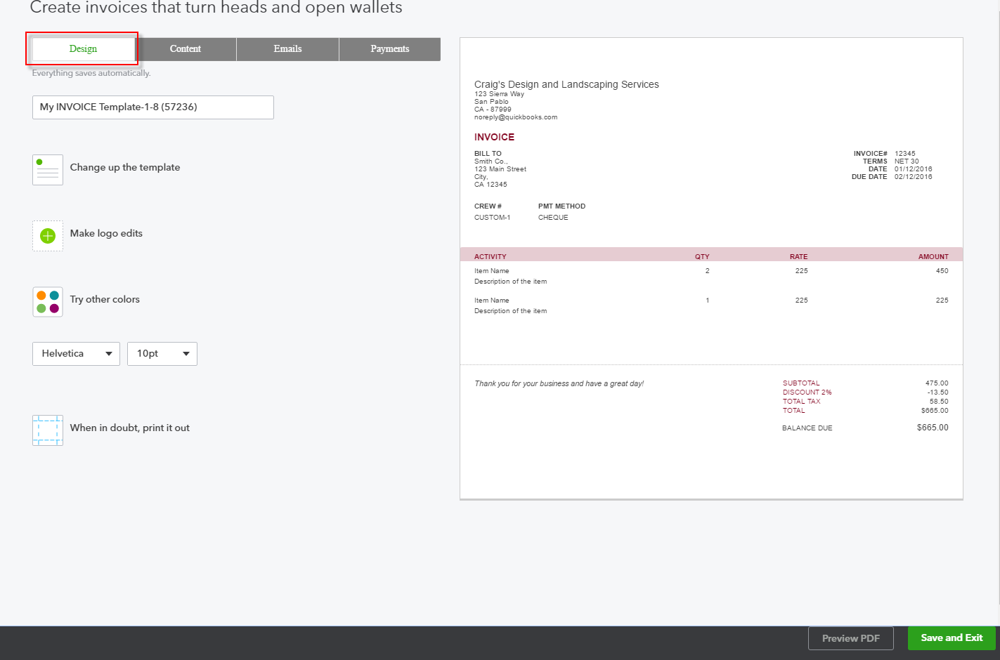 Create invoices that turn heads and open wallets
Design Content Emails Payments
Everything saves automatically.
My INVOICE Template-1-8 (57236)
Change up the template
Make logo edits
Try other colors
Helvetica 10pt
When in doubt, print it out
Craig's Design and Landscaping Services
123 Sierra Way
San Pablo
CA - 87999
noreply@quickbooks.com
INVOICE
BILL TO
Smith Co.,
123 Main Street
City,
CA 12345
INVOICE# 12345
TERMS NET 30
DATE 01/12/2016
DUE DATE 02/12/2016
CREW # PMT METHOD
CUSTOM-1 CHEQUE
ACTIVITY QTY RATE AMOUNT
Item Name 2 225 450
Description of the item
Item Name 1 225 225
Description of the item
Thank you for your business and have a great day!
SUBTOTAL 475.00
DISCOUNT 2% -13.50
TOTAL TAX 58.50
TOTAL $665.00
BALANCE DUE $665.00
Preview PDF Save and Exit